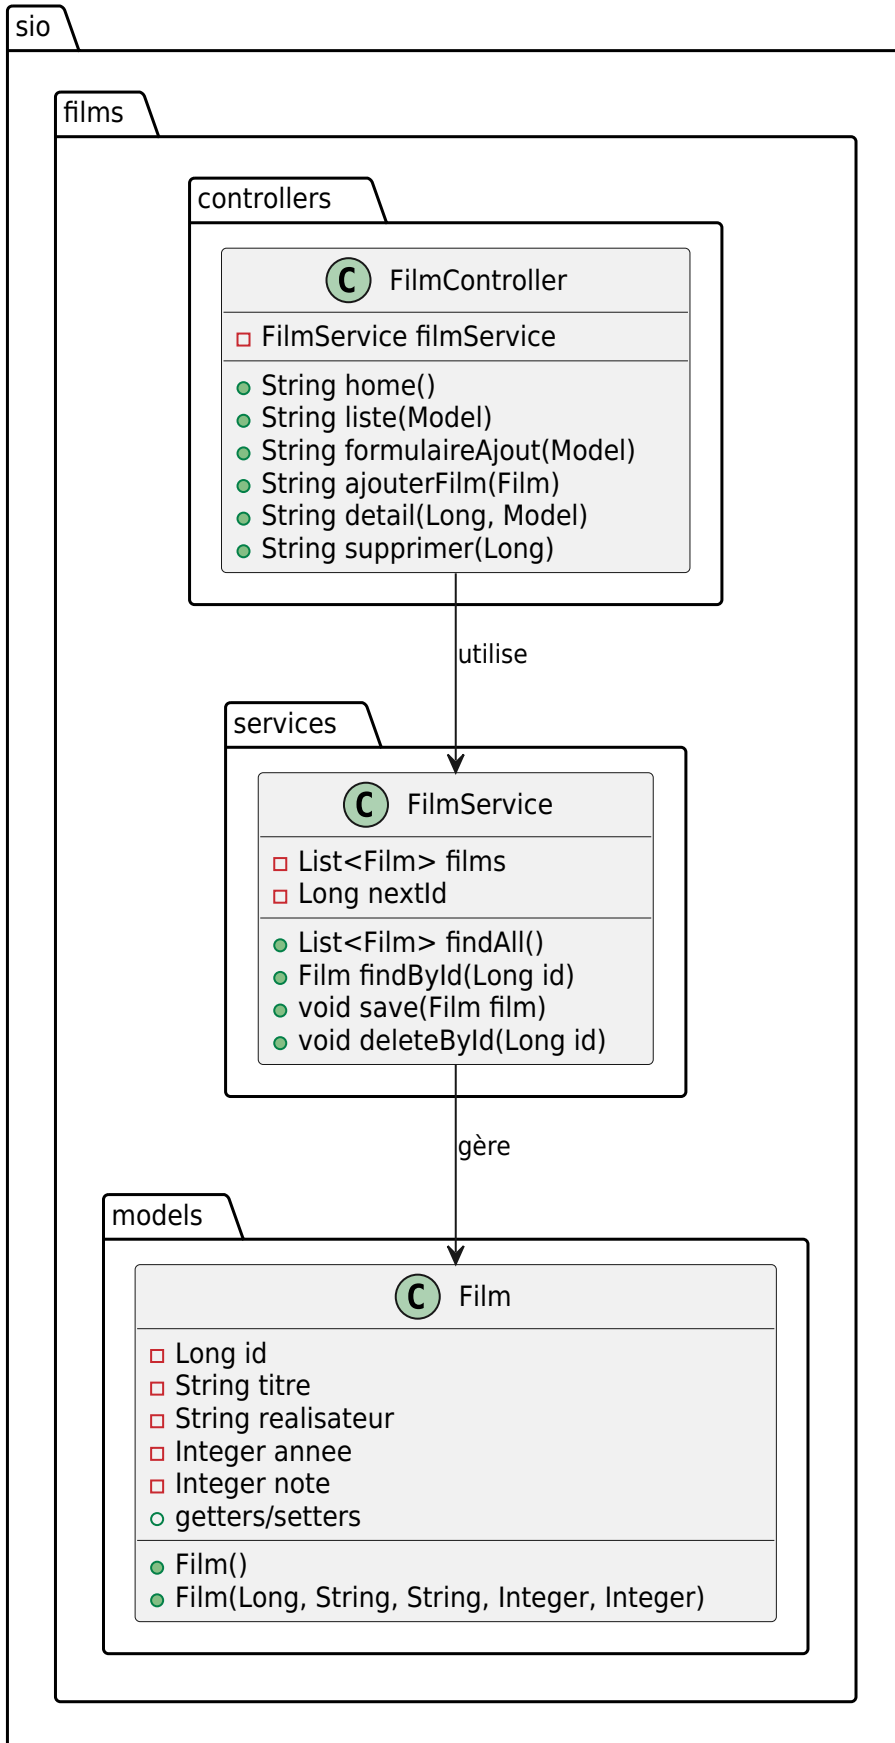 sio
films
controllers
C FilmController
FilmService filmService
String home()
String liste(Model)
String formulaireAjout(Model)
String ajouterFilm(Film)
String detail(Long, Model)
String supprimer(Long)
utilise
services
C FilmService
List<Film> films
Long nextId
List<Film> findAll()
Film findById(Long id)
void save(Film film)
void deleteById(Long id)
gère
models
C Film
Long id
String titre
String realisateur
Integer annee
Integer note
getters/setters
Film()
Film(Long, String, String, Integer, Integer)